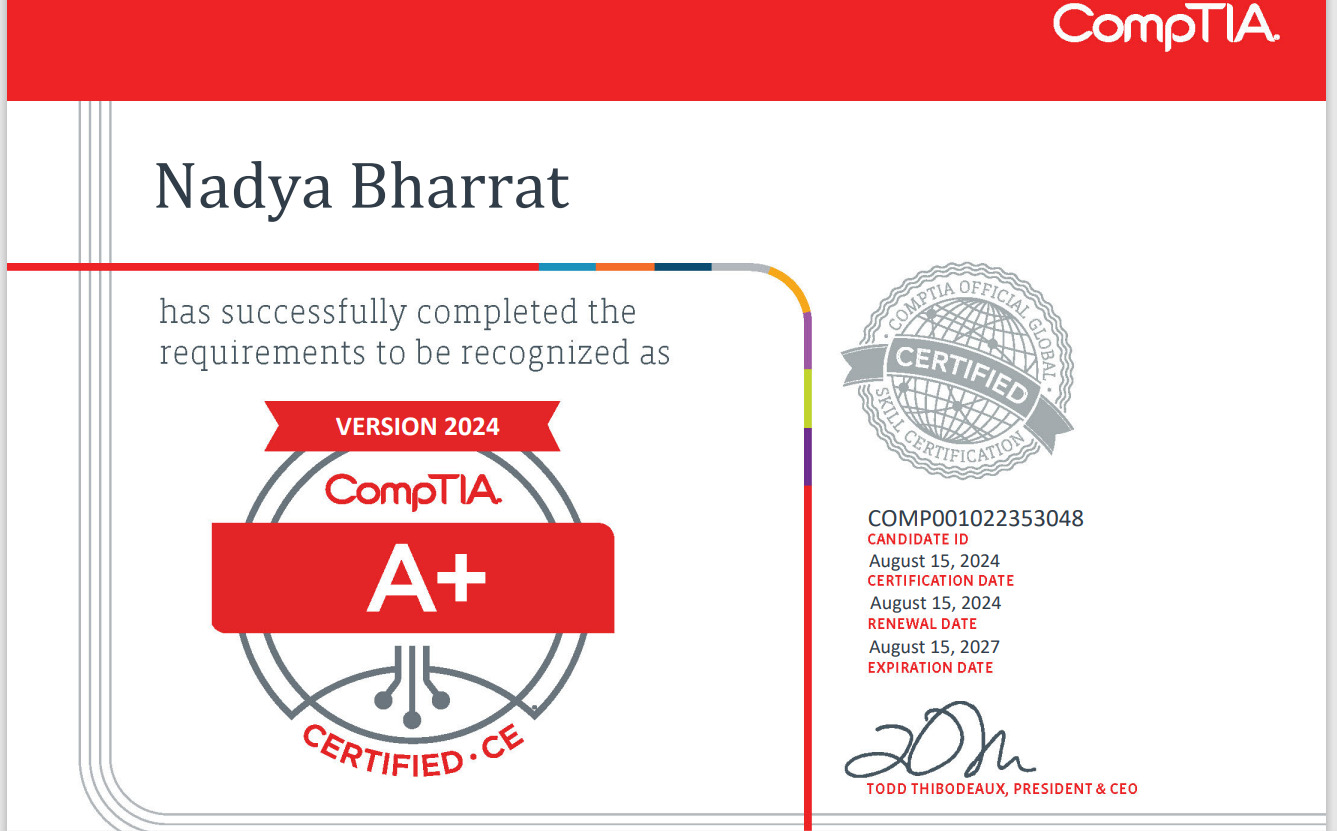 CompTIA.
Nadya Bharrat
has successfully completed the
requirements to be recognized as
VERSION 2024
CompTIA.
A+
CERTIFIED · CE
· COMPTIA OFFICIAL GLOBAL ·
CERTIFIED
SKILL CERTIFICATION
COMP001022353048
CANDIDATE ID
August 15, 2024
CERTIFICATION DATE
August 15, 2024
RENEWAL DATE
August 15, 2027
EXPIRATION DATE
TODD THIBODEAUX, PRESIDENT & CEO